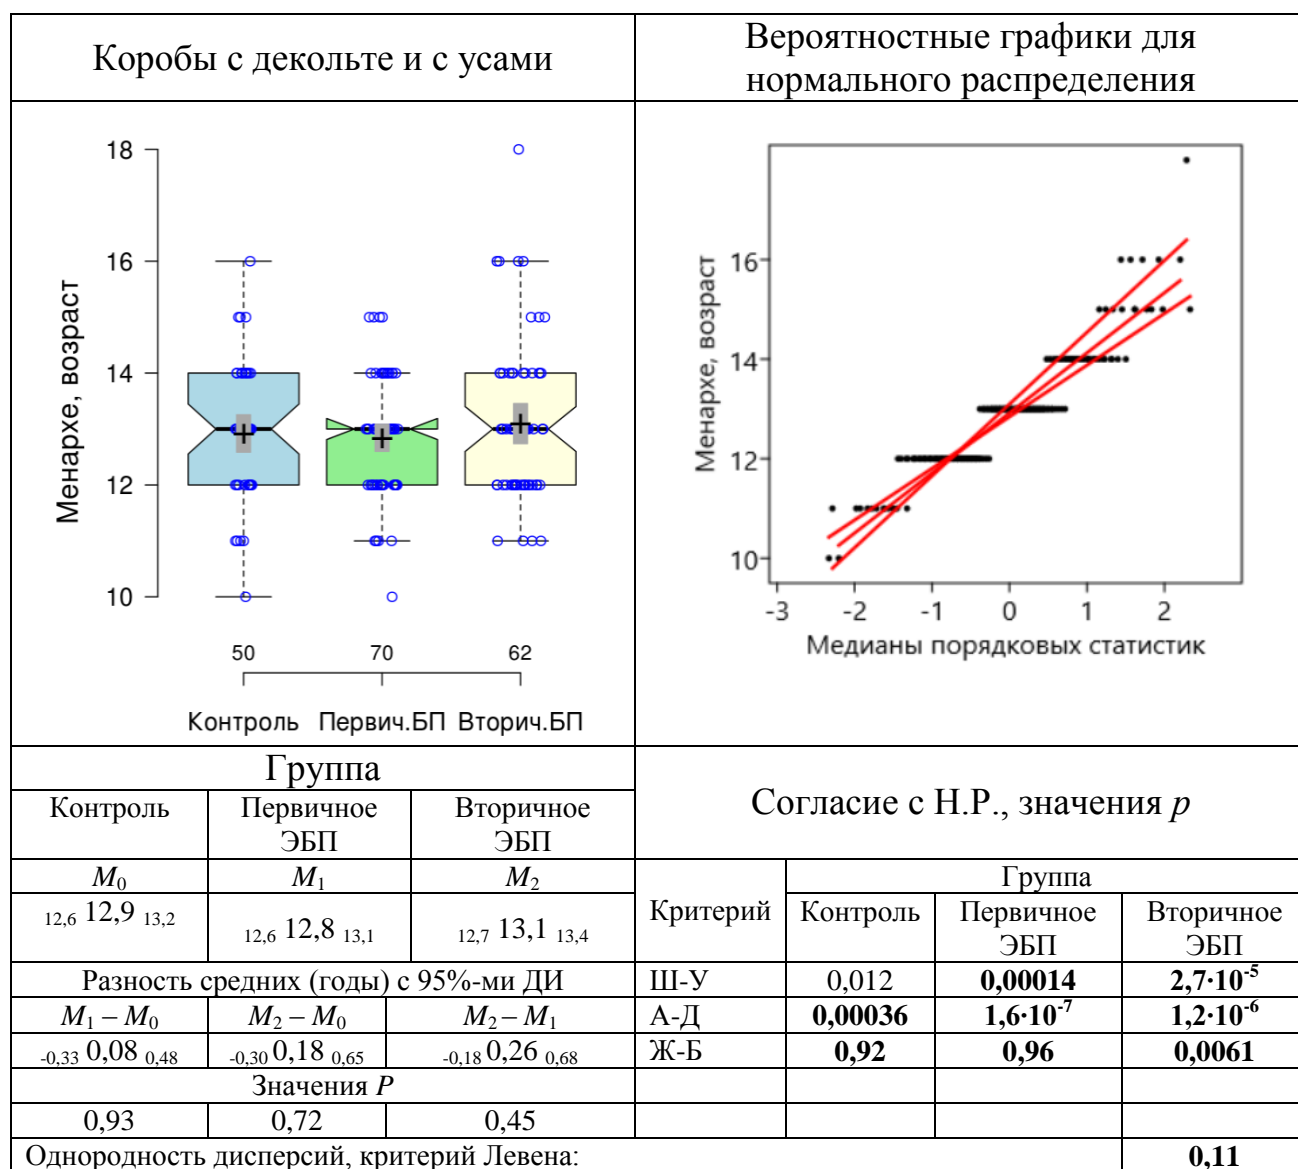 Коробы с декольте и с усами
Вероятностные графики для
нормального распределения
18
16
14
12
10
Менархе, возраст
50 70 62
Контроль Первич.БП Вторич.БП
16
14
12
10
Менархе, возраст
-3 -2 -1 0 1 2
Медианы порядковых статистик
Группа
Контроль Первичное ЭБП Вторичное ЭБП
M0 M1 M2
12,6 12,9 13,2 12,6 12,8 13,1 12,7 13,1 13,4
Разность средних (годы) с 95%-ми ДИ
M1 – M0 M2 – M0 M2 – M1
-0,33 0,08 0,48 -0,30 0,18 0,65 -0,18 0,26 0,68
Значения P
0,93 0,72 0,45
Согласие с Н.Р., значения p
Критерий Группа
Контроль Первичное ЭБП Вторичное ЭБП
Ш-У 0,012 0,00014 2,7·10-5
А-Д 0,00036 1,6·10-7 1,2·10-6
Ж-Б 0,92 0,96 0,0061
Однородность дисперсий, критерий Левена: 0,11